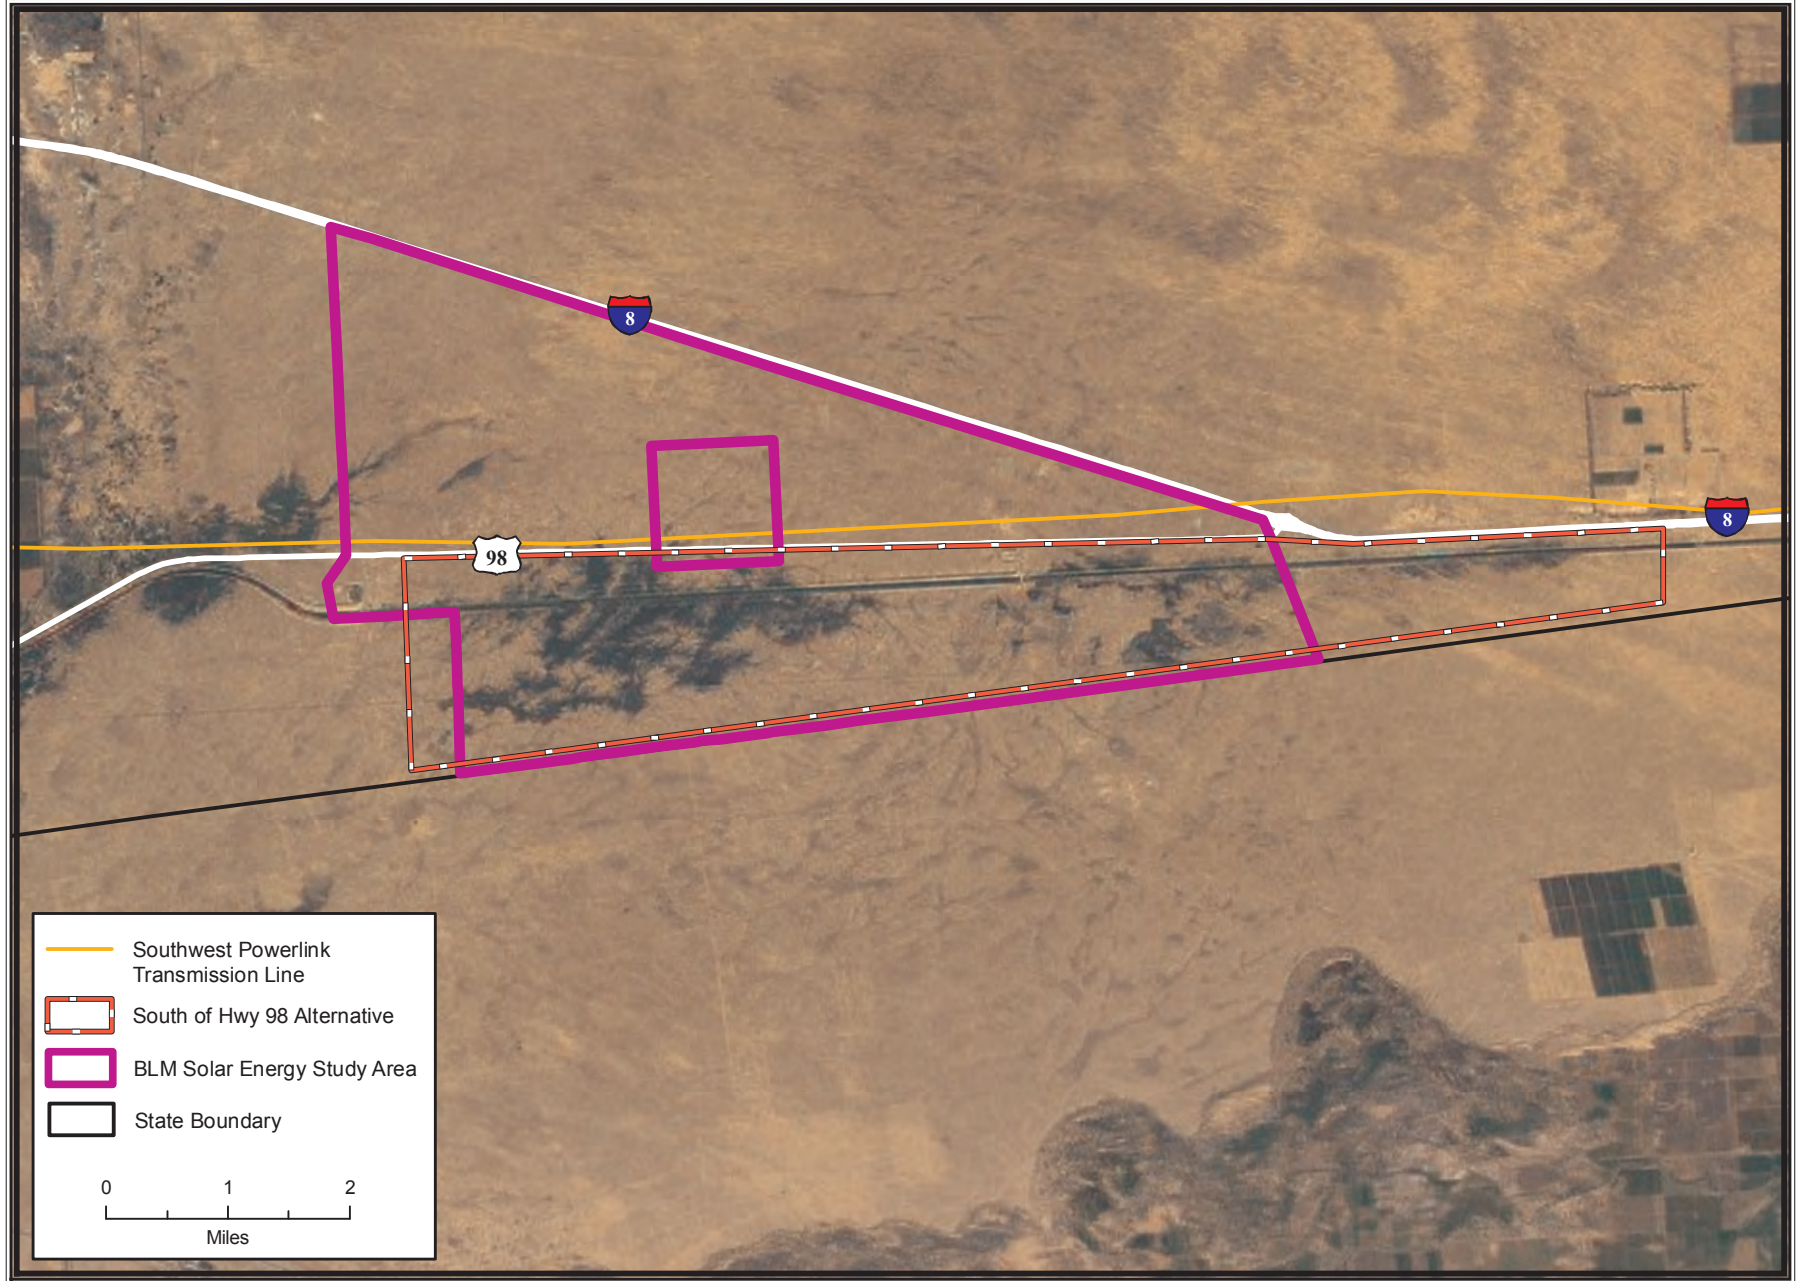 8
8
98
Southwest Powerlink
Transmission Line
South of Hwy 98 Alternative
BLM Solar Energy Study Area
State Boundary
0 1 2
Miles